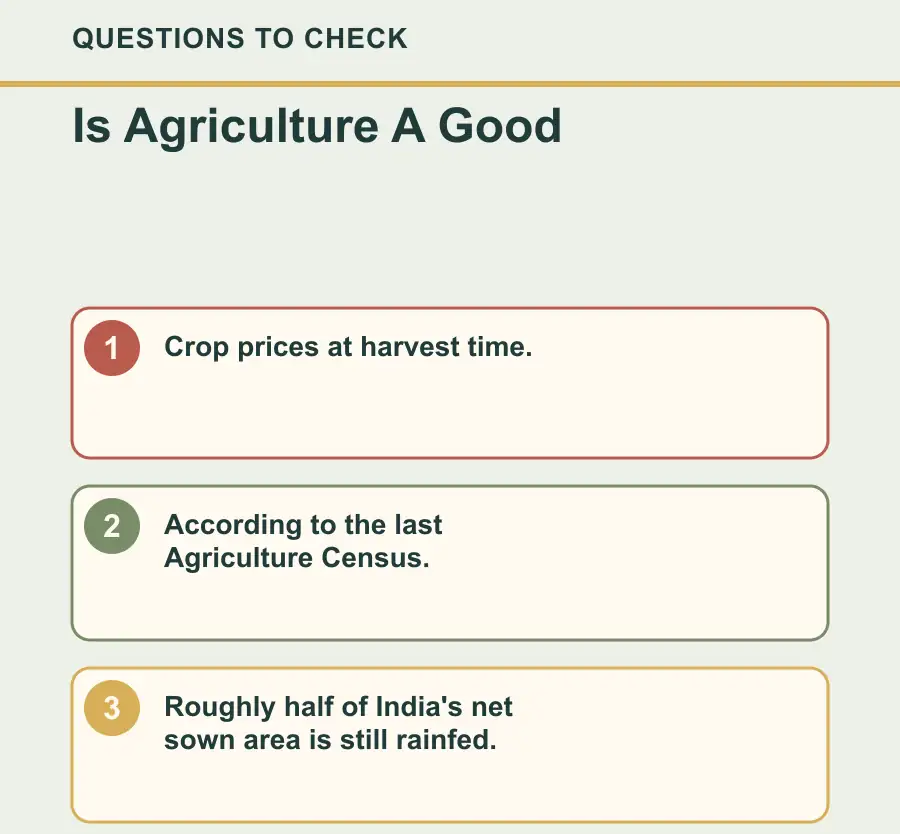 QUESTIONS TO CHECK
Is Agriculture A Good
1
Crop prices at harvest time.
2
According to the last
Agriculture Census.
3
Roughly half of India's net
sown area is still rainfed.